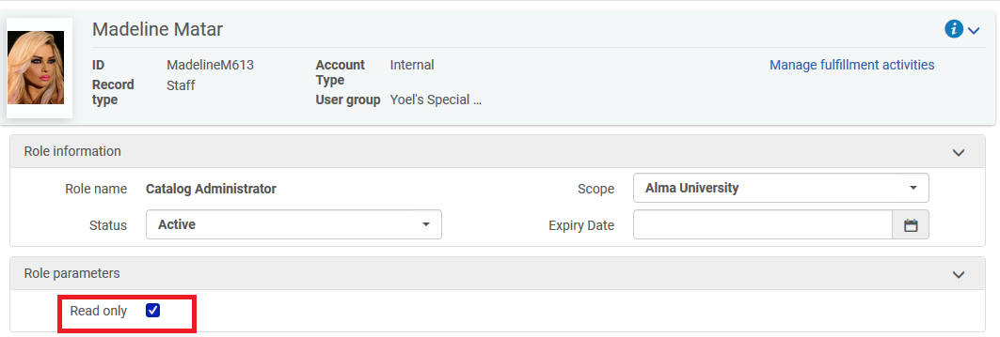 Madeline Matar
i
ID MadelineM613 Account Type Internal Manage fulfillment activities
Record type Staff
User group Yoel's Special ...
Role information
Role name Catalog Administrator Scope Alma University
Status Active Expiry Date
Role parameters
Read only